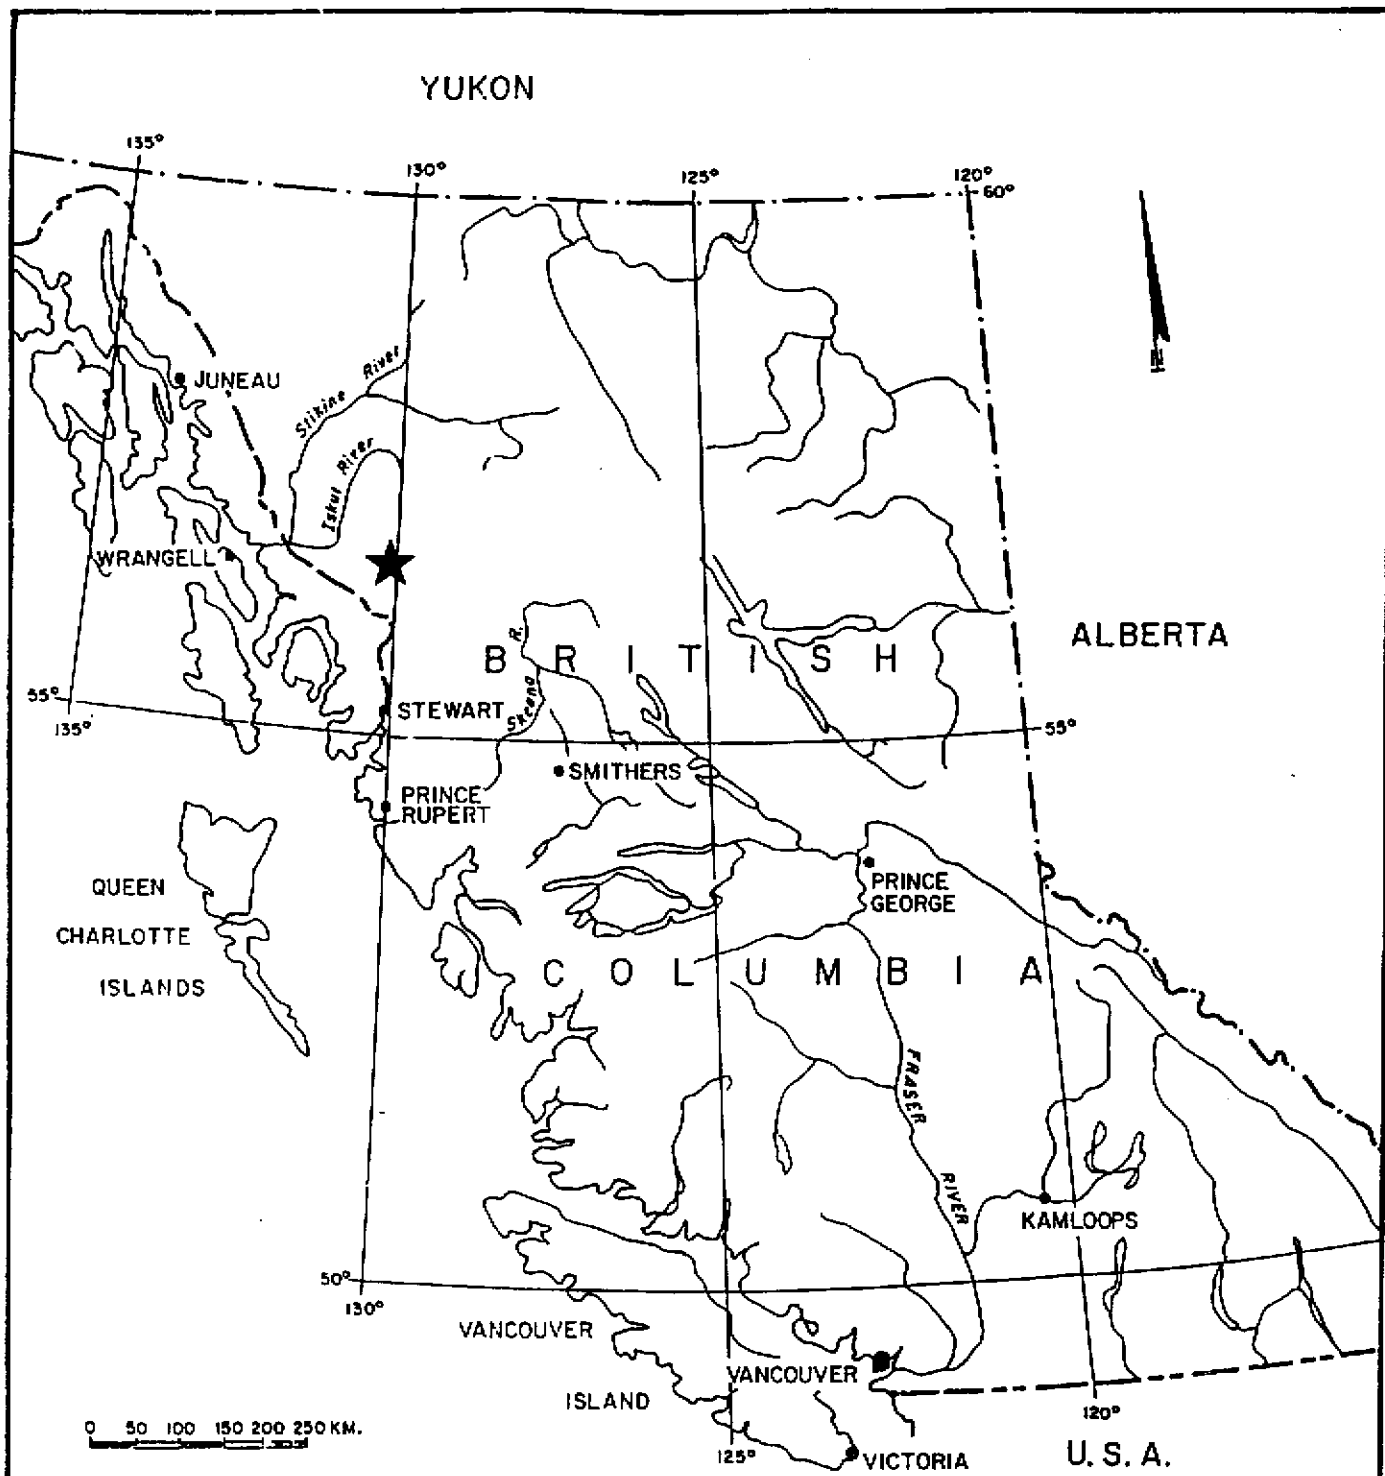 YUKON
135°
130°
125°
120°
60°
JUNEAU
Stikine River
Iskut River
WRANGELL
BRITISH
ALBERTA
Skeena R.
55°
135°
STEWART
55°
SMITHERS
PRINCE
RUPERT
QUEEN
CHARLOTTE
ISLANDS
PRINCE
GEORGE
COLUMBIA
FRASER
RIVER
KAMLOOPS
50°
130°
VANCOUVER
ISLAND
VANCOUVER
120°
0 50 100 150 200 250 KM.
125°
VICTORIA
U.S.A.